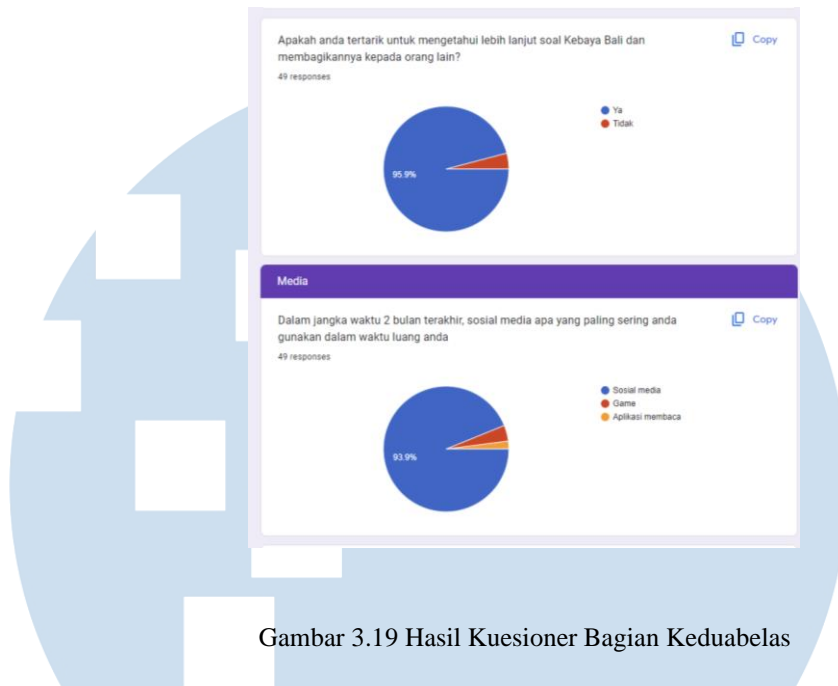 Apakah anda tertarik untuk mengetahui lebih lanjut soal Kebaya Bali dan
membagikannya kepada orang lain?
Copy
49 responses
Ya
Tidak
95.9%
Media
Dalam jangka waktu 2 bulan terakhir, sosial media apa yang paling sering anda
gunakan dalam waktu luang anda
Copy
49 responses
Sosial media
Game
Aplikasi membaca
93.9%
Gambar 3.19 Hasil Kuesioner Bagian Keduabelas